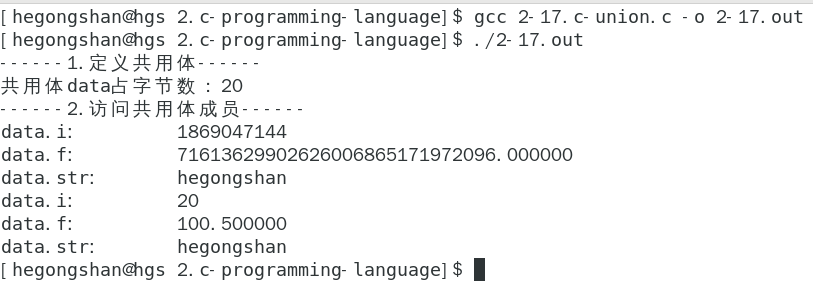 [hegongshan@hgs 2.c-programming-language]$ gcc 2-17.c-union.c -o 2-17.out
[hegongshan@hgs 2.c-programming-language]$ ./2-17.out
------1.定义共用体------
共用体data占字节数：20
------2.访问共用体成员------
data.i: 1869047144
data.f: 71613629902626006865171972096.000000
data.str: hegongshan
data.i: 20
data.f: 100.500000
data.str: hegongshan
[hegongshan@hgs 2.c-programming-language]$